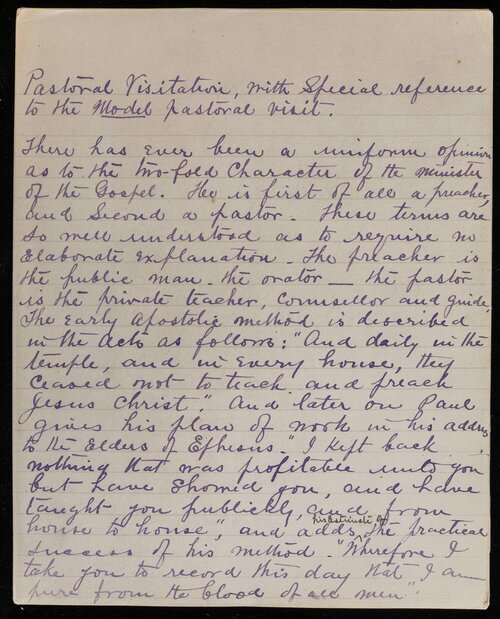 Pastoral Visitation, with Special reference
to the Model pastoral visit.
There has ever been a uniform opinion
as to the two-fold Character of the minister
of the Gospel. He is first of all a preacher,
and Second a pastor. These terms are
so well understood as to require no
Elaborate Explanation. The preacher is
the public man - the orator - the pastor
is the private teacher, Counsellor and guide.
The Early Apostolic method is described
in the Acts as follows: "And daily in the
temple, and in Every house, they
Ceased not to teach and preach
Jesus Christ." And later on Paul
gives his plan of work in his address
to the Elders of Ephesus. "I Kept back
nothing that was profitable unto you
but have Showed you, and have
taught you publickly, and from
house to house", and adds his estimate of the practical
success of his method. "Wherefore I
take you to record this day that I am
pure from the blood of all men".